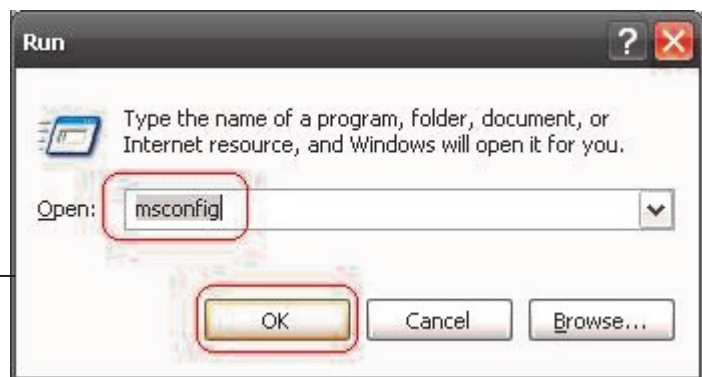 Run
Type the name of a program, folder, document, or
Internet resource, and Windows will open it for you.
Open: msconfig
OK Cancel Browse...